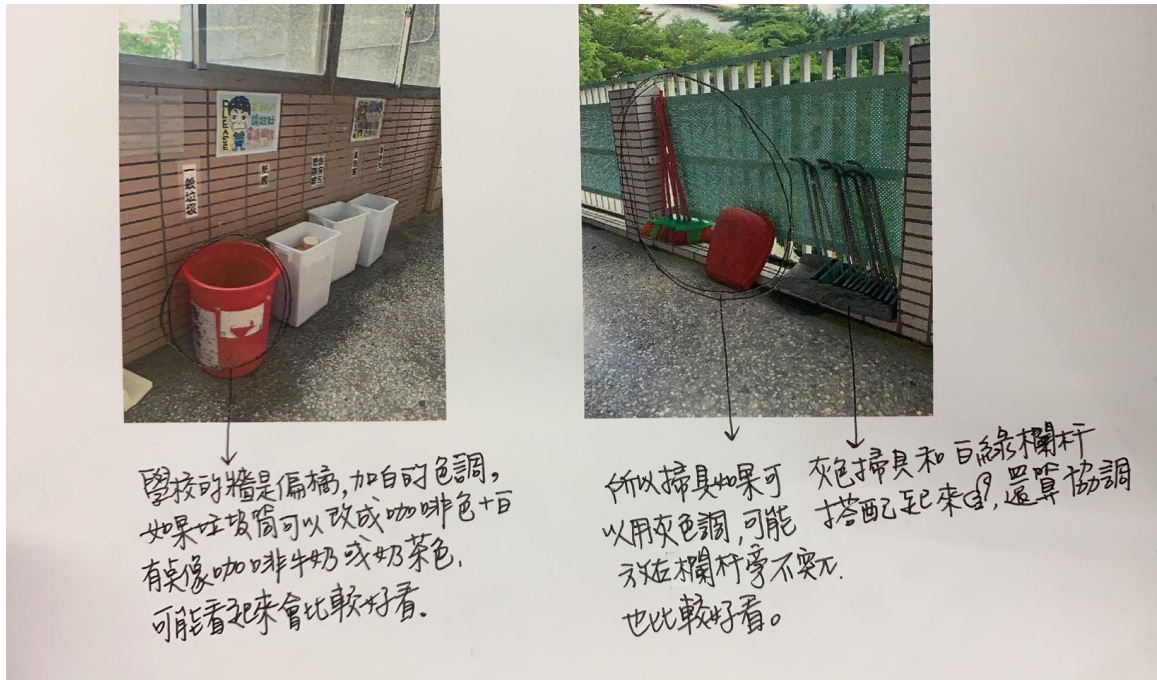 PLEASE
一般垃圾
紙類
學校的牆是偏橘,加白的色調。
如果垃圾筒可以改成咖啡色+白
有點像咖啡牛奶或奶茶色,
可能看起來會比較好看。
所以掃具如果可
以用灰色調,可能
放在欄杆旁不突兀.
也比較好看。
灰色掃具和白綠欄杆
搭配起來,還算協調